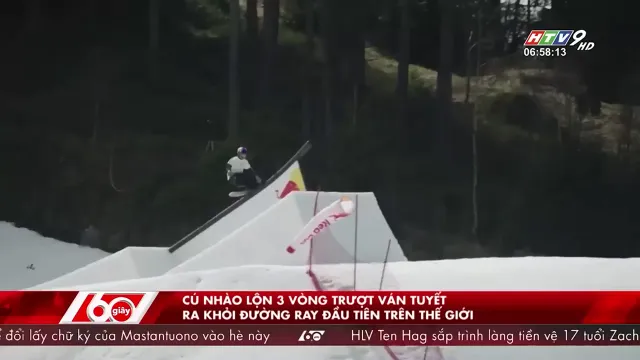 HTV9 HD
06:58:13
Red Bull
60 giây
CÚ NHÀO LỘN 3 VÒNG TRƯỢT VÁN TUYẾT
RA KHỎI ĐƯỜNG RAY ĐẦU TIÊN TRÊN THẾ GIỚI
ể đổi lấy chữ ký của Mastantuono vào hè này HLV Ten Hag sắp trình làng tiền vệ 17 tuổi Zach